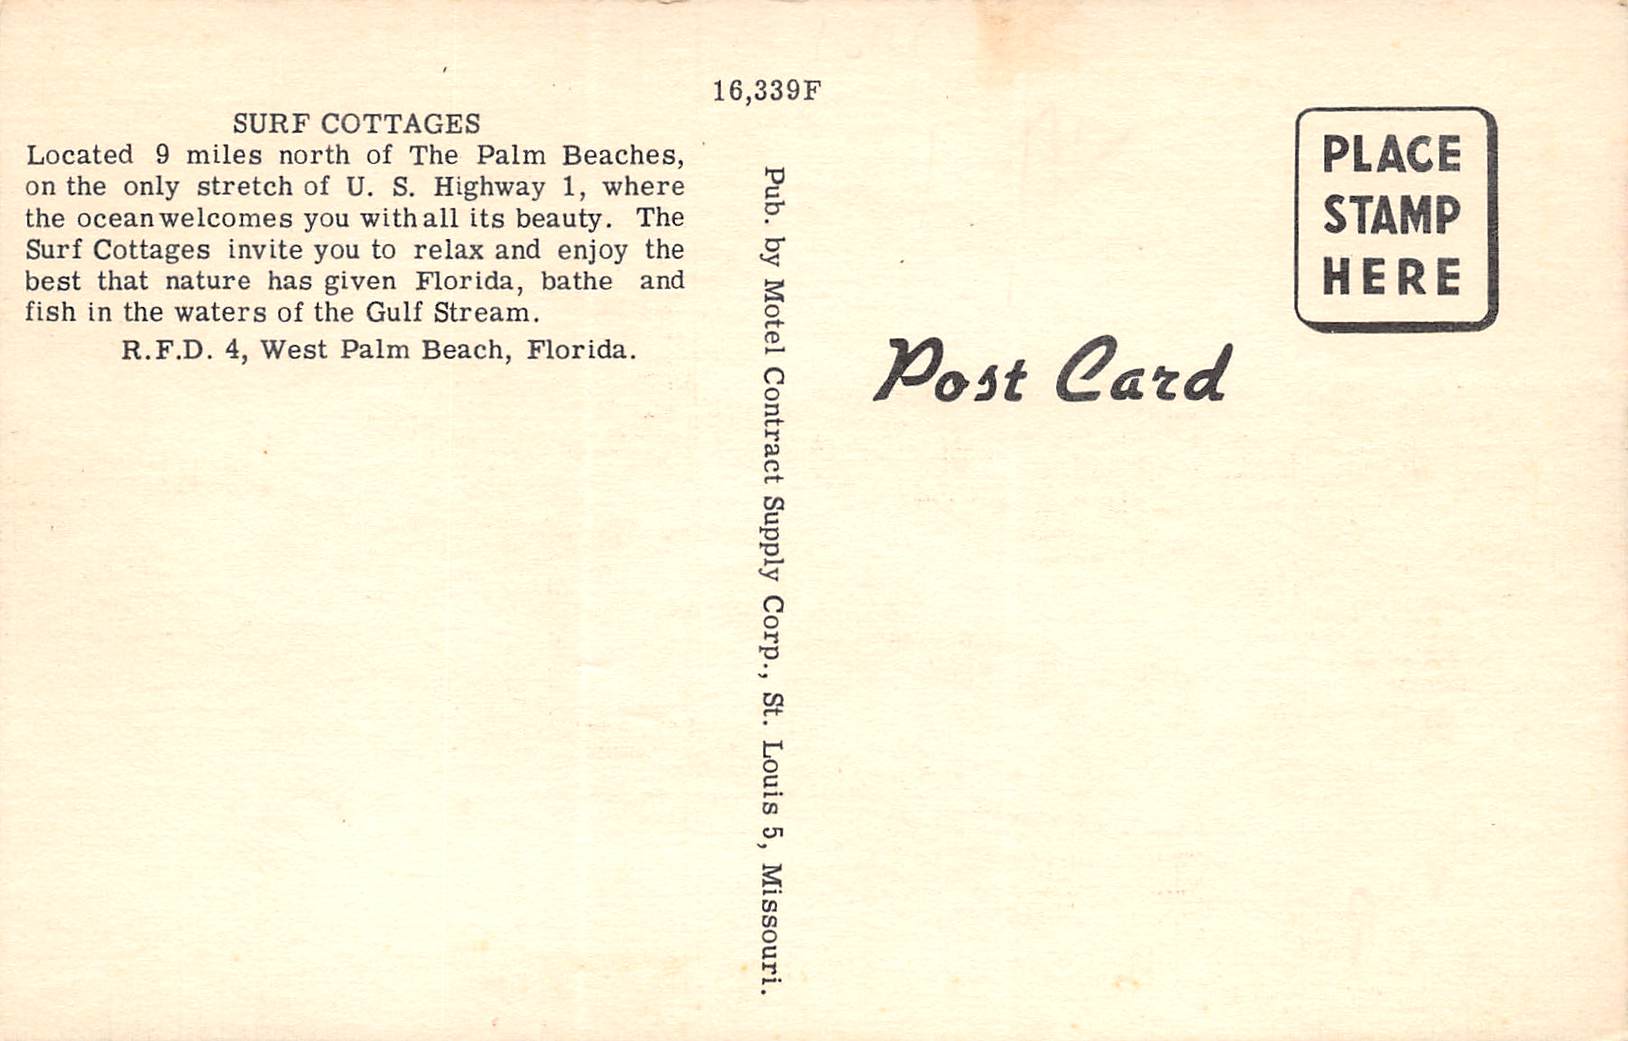 16,339F
SURF COTTAGES
Located 9 miles north of The Palm Beaches,
on the only stretch of U. S. Highway 1, where
the ocean welcomes you with all its beauty. The
Surf Cottages invite you to relax and enjoy the
best that nature has given Florida, bathe and
fish in the waters of the Gulf Stream.
R.F.D. 4, West Palm Beach, Florida.
Pub. by Motel Contract Supply Corp., St. Louis 5, Missouri.
PLACE
STAMP
HERE
Post Card